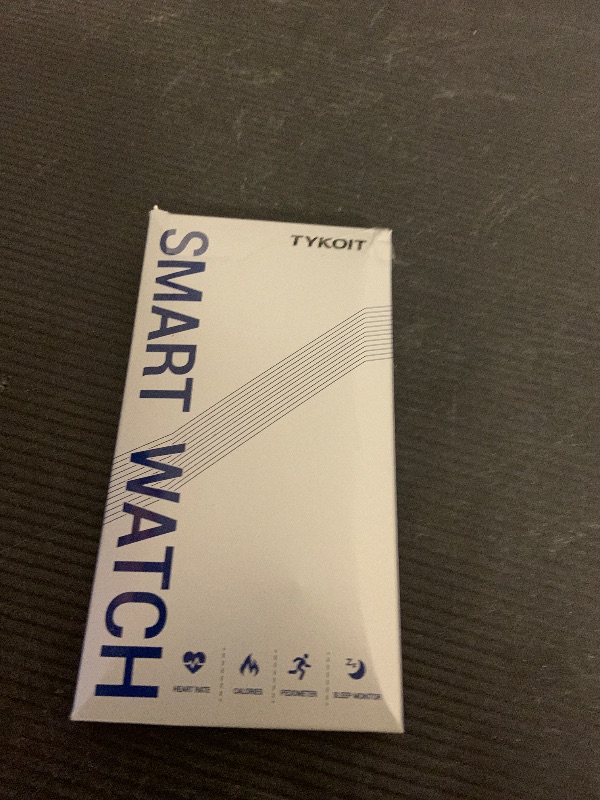 TYKOIT
SMART WATCH
HEART RATE
CALORIES
PEDOMETER
SLEEP MONITOR